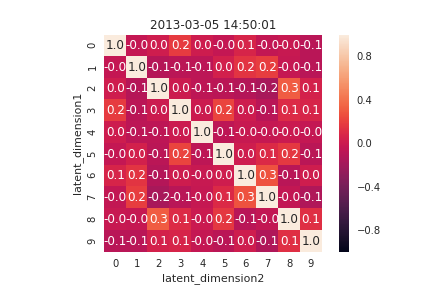 2013-03-05 14:50:01
latent_dimension1
0 1.0 -0.0 0.0 0.2 0.0 -0.0 0.1 -0.0 -0.0 -0.1
1 -0.0 1.0 -0.1 -0.1 -0.1 0.0 0.2 0.2 -0.0 -0.1
2 0.0 -0.1 1.0 0.0 -0.1 -0.1 -0.1 -0.2 0.3 0.1
3 0.2 -0.1 0.0 1.0 0.0 0.2 0.0 -0.1 0.1 0.1
4 0.0 -0.1 -0.1 0.0 1.0 -0.1 -0.0 -0.0 -0.0 -0.0
5 -0.0 0.0 -0.1 0.2 -0.1 1.0 0.0 0.1 0.2 -0.1
6 0.1 0.2 -0.1 0.0 -0.0 0.0 1.0 0.3 -0.1 0.0
7 -0.0 0.2 -0.2 -0.1 -0.0 0.1 0.3 1.0 -0.0 -0.1
8 -0.0 -0.0 0.3 0.1 -0.0 0.2 -0.1 -0.0 1.0 0.1
9 -0.1 -0.1 0.1 0.1 -0.0 -0.1 0.0 -0.1 0.1 1.0
0 1 2 3 4 5 6 7 8 9
latent_dimension2
0.8
0.4
0.0
-0.4
-0.8